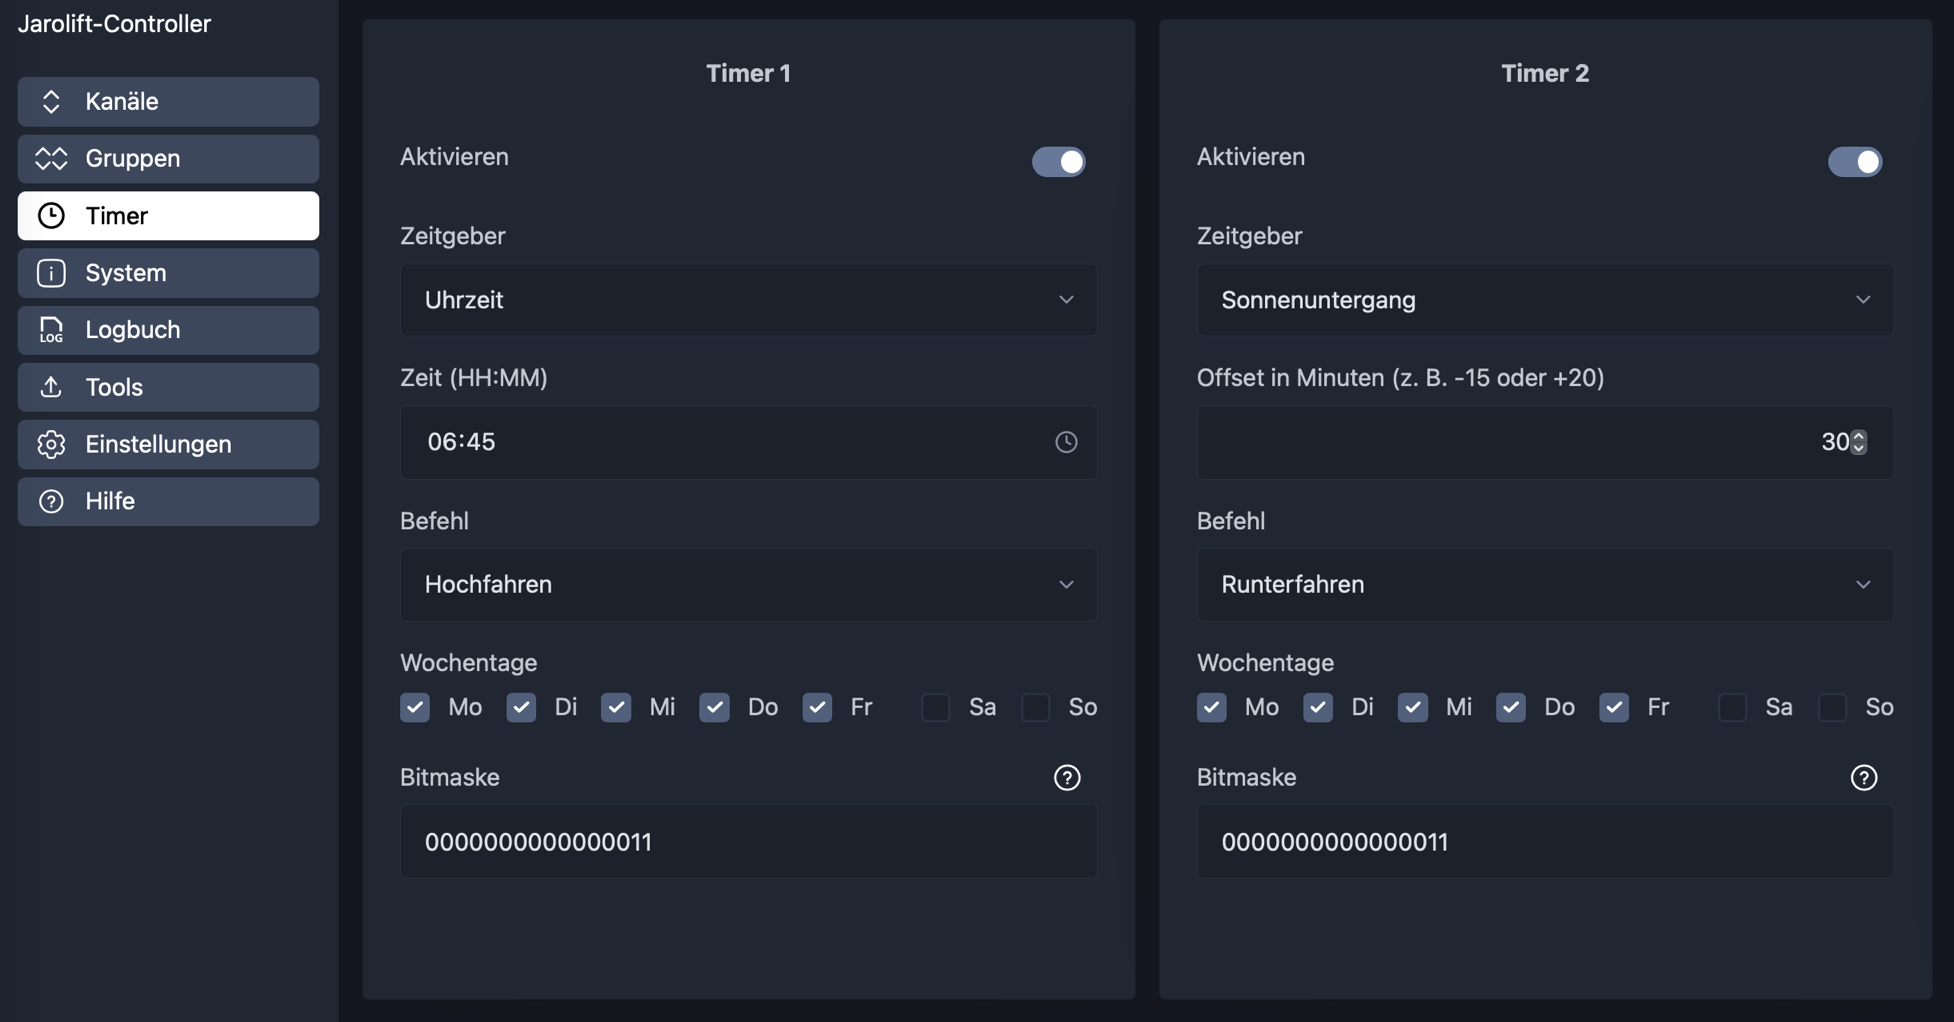 Jarolift-Controller
Kanäle
Gruppen
Timer
System
LOG Logbuch
Tools
Einstellungen
Hilfe
Timer 1
Aktivieren
Zeitgeber
Uhrzeit
Zeit (HH:MM)
06:45
Befehl
Hochfahren
Wochentage
Mo Di Mi Do Fr Sa So
Bitmaske
0000000000000011
Timer 2
Aktivieren
Zeitgeber
Sonnenuntergang
Offset in Minuten (z. B. -15 oder +20)
30
Befehl
Runterfahren
Wochentage
Mo Di Mi Do Fr Sa So
Bitmaske
0000000000000011